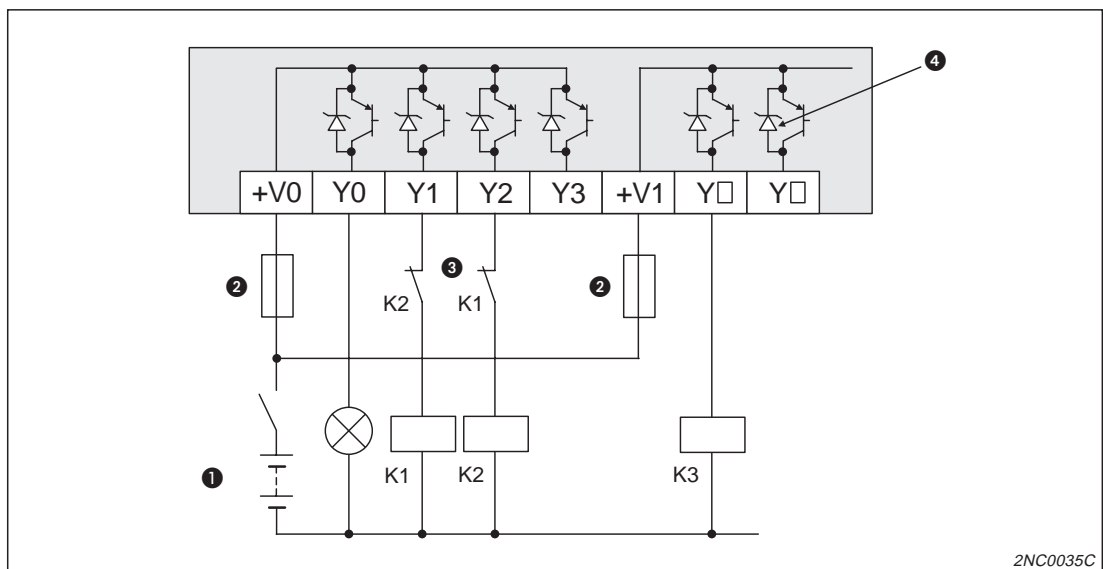 ❹
+V0 Y0 Y1 Y2 Y3 +V1 Y□ Y□
❷ K2 ❸ K1 ❷
❶ K1 K2 K3
2NC0035C